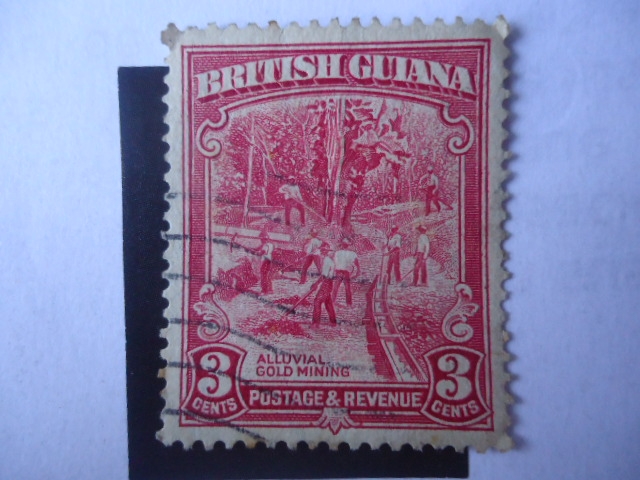 BRITISH GUIANA
ALLUVIAL
GOLD MINING
3 CENTS POSTAGE & REVENUE 3 CENTS